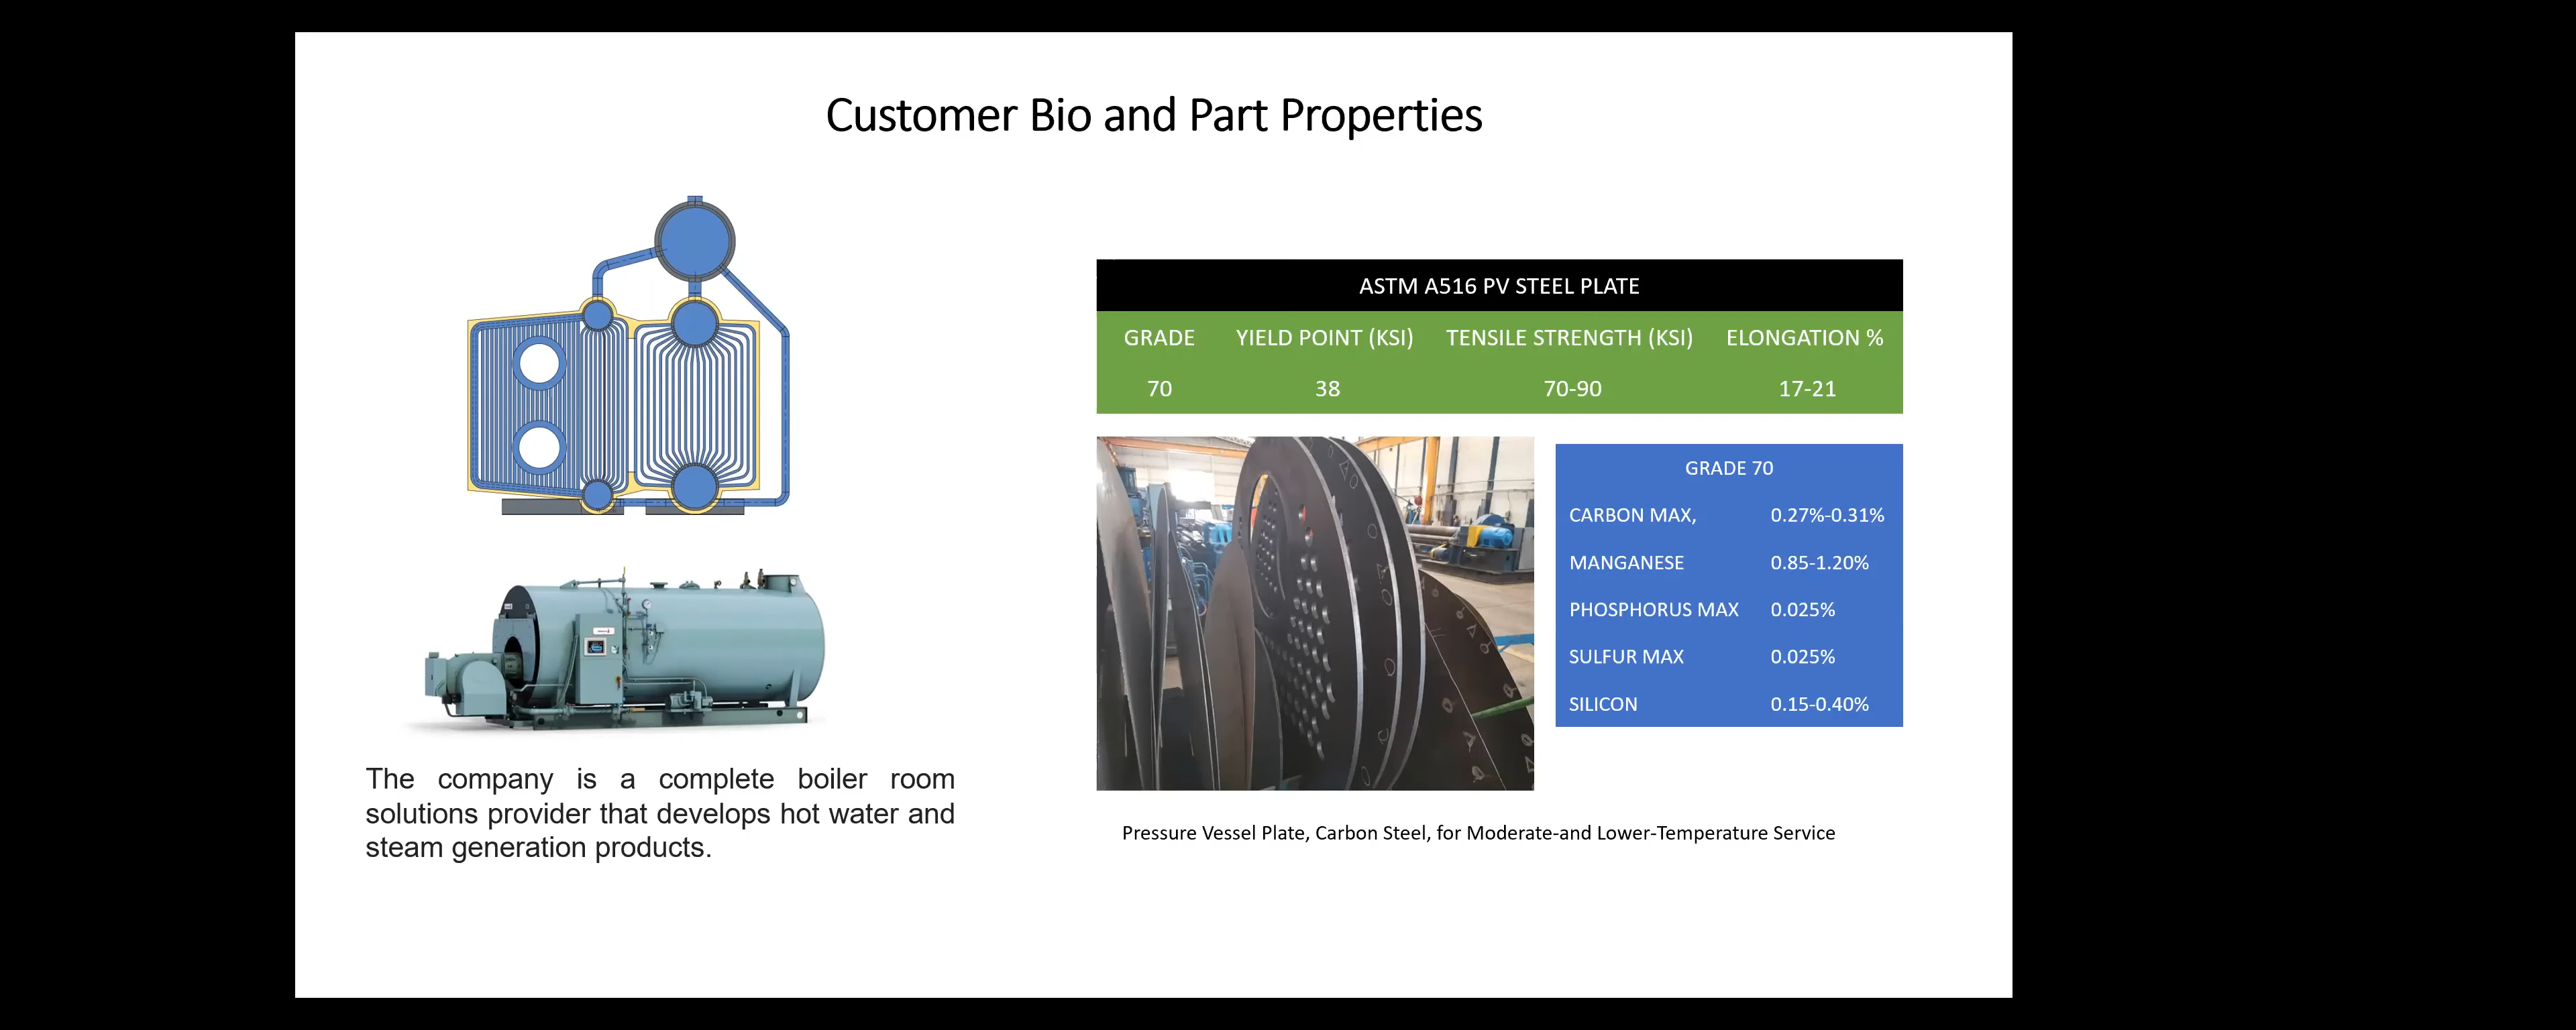 Customer Bio and Part Properties
The company is a complete boiler room
solutions provider that develops hot water and
steam generation products.
ASTM A516 PV STEEL PLATE
GRADE YIELD POINT (KSI) TENSILE STRENGTH (KSI) ELONGATION %
70 38 70-90 17-21
GRADE 70
CARBON MAX, 0.27%-0.31%
MANGANESE 0.85-1.20%
PHOSPHORUS MAX 0.025%
SULFUR MAX 0.025%
SILICON 0.15-0.40%
Pressure Vessel Plate, Carbon Steel, for Moderate-and Lower-Temperature Service